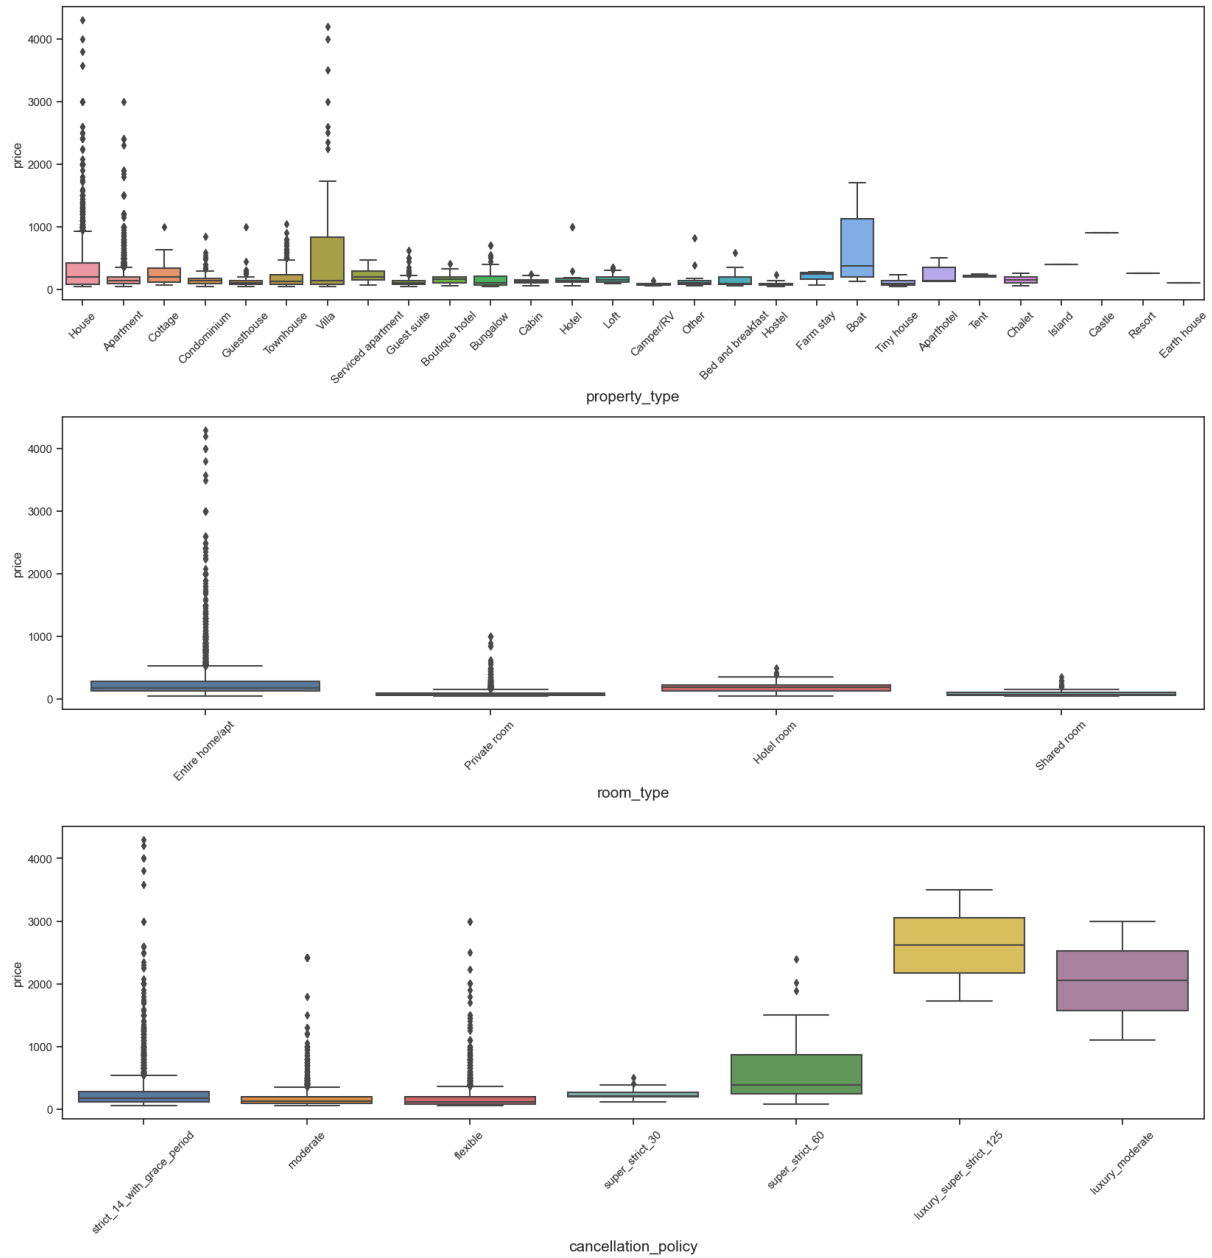 4000
3000
2000
1000
0
price
House
Apartment
Cottage
Condominium
Guesthouse
Townhouse
Villa
Serviced apartment
Guest suite
Boutique hotel
Bungalow
Cabin
Hotel
Loft
Camper/RV
Other
Bed and breakfast
Hostel
Farm stay
Boat
Tiny house
Aparthotel
Tent
Chalet
Island
Castle
Resort
Earth house
property_type
4000
3000
2000
1000
0
price
Entire home/apt
Private room
Hotel room
Shared room
room_type
4000
3000
2000
1000
0
price
strict_14_with_grace_period
moderate
flexible
super_strict_30
super_strict_60
luxury_super_strict_125
luxury_moderate
cancellation_policy